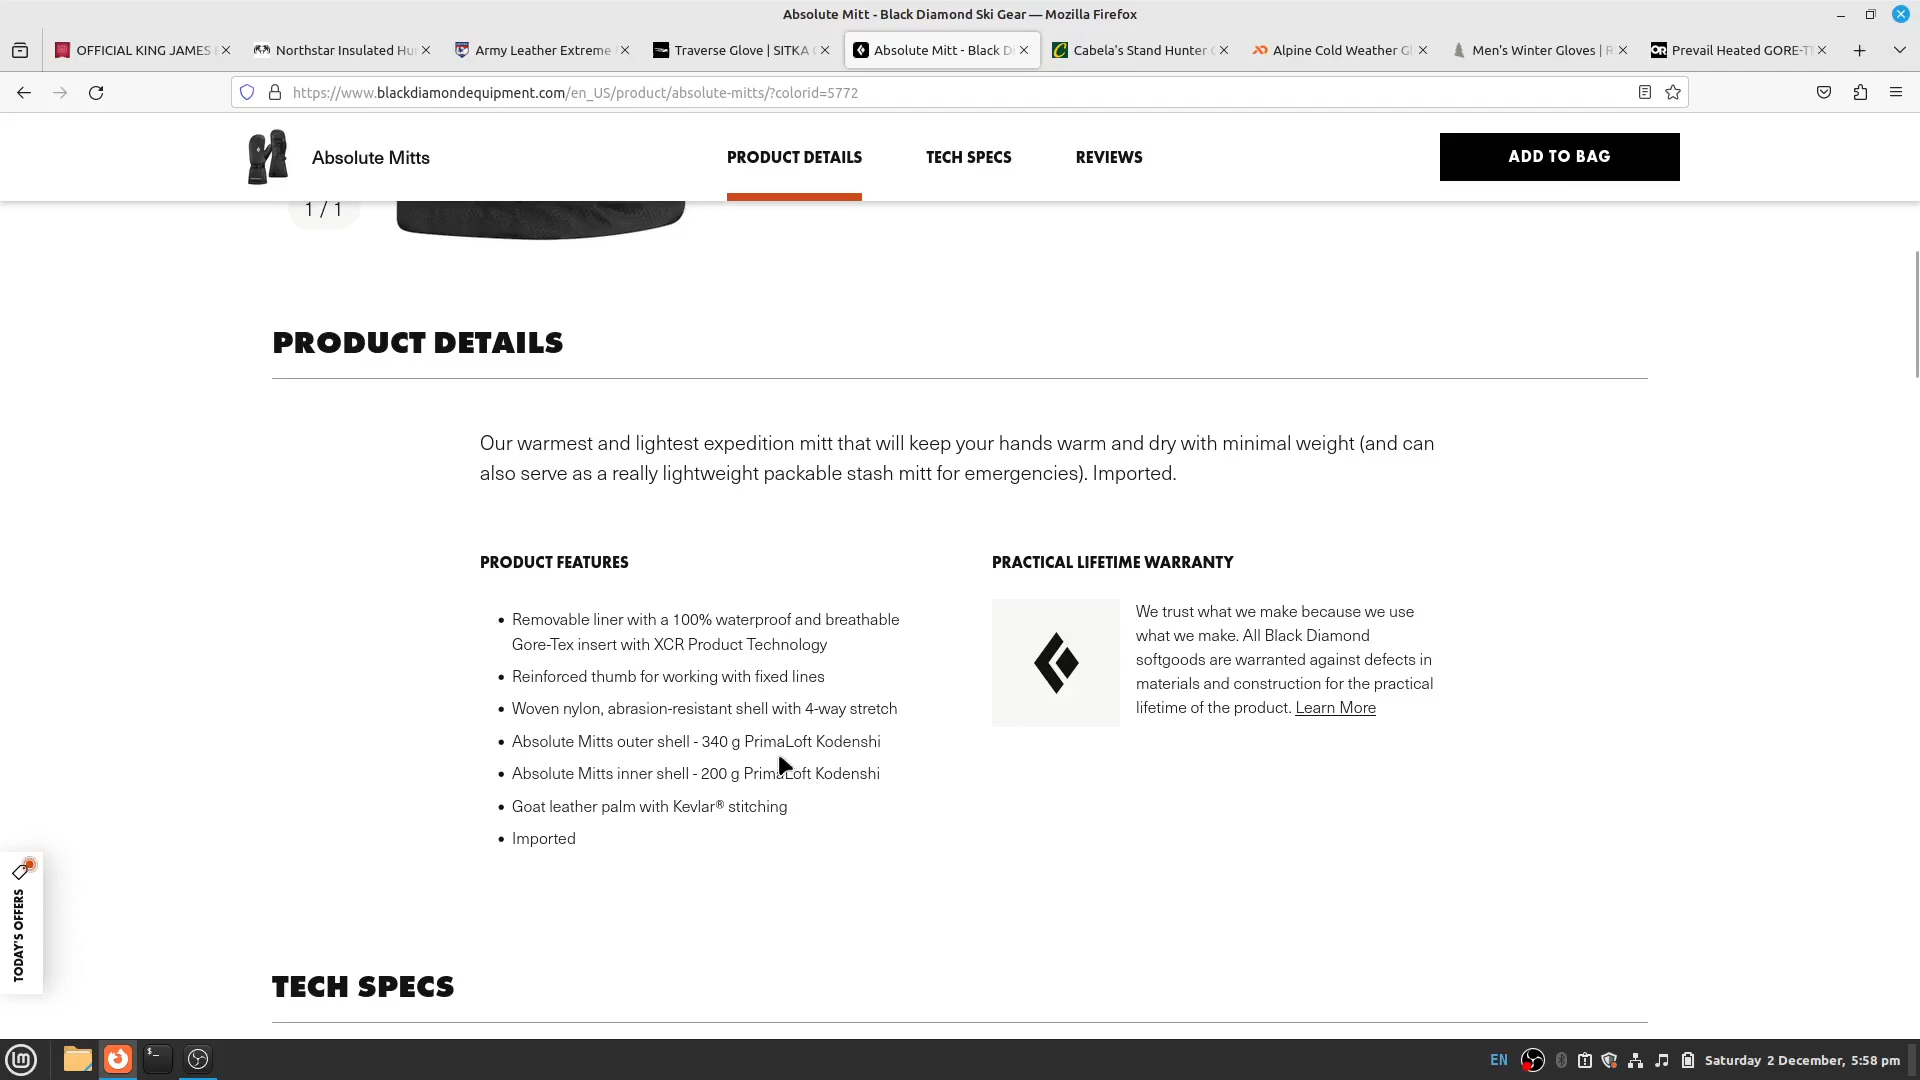 Absolute Mitt - Black Diamond Ski Gear — Mozilla Firefox
OFFICIAL KING JAMES
Northstar Insulated Hu
Army Leather Extreme
Traverse Glove | SITKA
Absolute Mitt - Black D
Cabela's Stand Hunter
Alpine Cold Weather Gl
Men's Winter Gloves | R
OR
Prevail Heated GORE-T
https://www.blackdiamondequipment.com/en_US/product/absolute-mitts/?colorid=5772
Absolute Mitts
PRODUCT DETAILS
TECH SPECS
REVIEWS
ADD TO BAG
1 / 1
PRODUCT DETAILS
Our warmest and lightest expedition mitt that will keep your hands warm and dry with minimal weight (and can
also serve as a really lightweight packable stash mitt for emergencies). Imported.
PRODUCT FEATURES
• Removable liner with a 100% waterproof and breathable
Gore-Tex insert with XCR Product Technology
• Reinforced thumb for working with fixed lines
• Woven nylon, abrasion-resistant shell with 4-way stretch
• Absolute Mitts outer shell - 340 g PrimaLoft Kodenshi
• Absolute Mitts inner shell - 200 g PrimaLoft Kodenshi
• Goat leather palm with Kevlar® stitching
• Imported
PRACTICAL LIFETIME WARRANTY
We trust what we make because we use
what we make. All Black Diamond
softgoods are warranted against defects in
materials and construction for the practical
lifetime of the product. Learn More
TODAY'S OFFERS
TECH SPECS
EN
Saturday 2 December, 5:58 pm